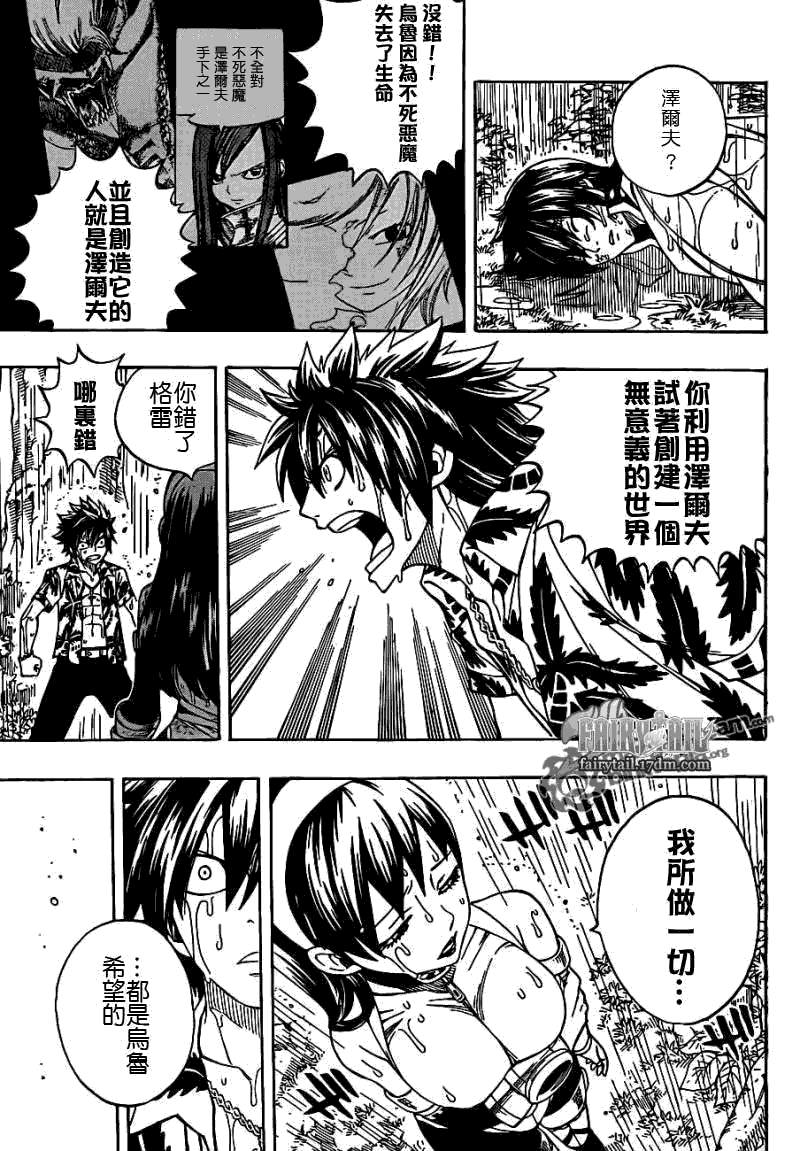 澤爾夫？
沒錯！！
烏魯因為不死惡魔
失去了生命
不全對
不死惡魔
是澤爾夫
手下之一
並且創造它的
人就是澤爾夫
你利用澤爾夫
試著創建一個
無意義的世界
你錯了
格雷
哪裏錯
FAIRY TAIL
fairytail.17dm.com
我所做一切…
…都是烏魯
希望的